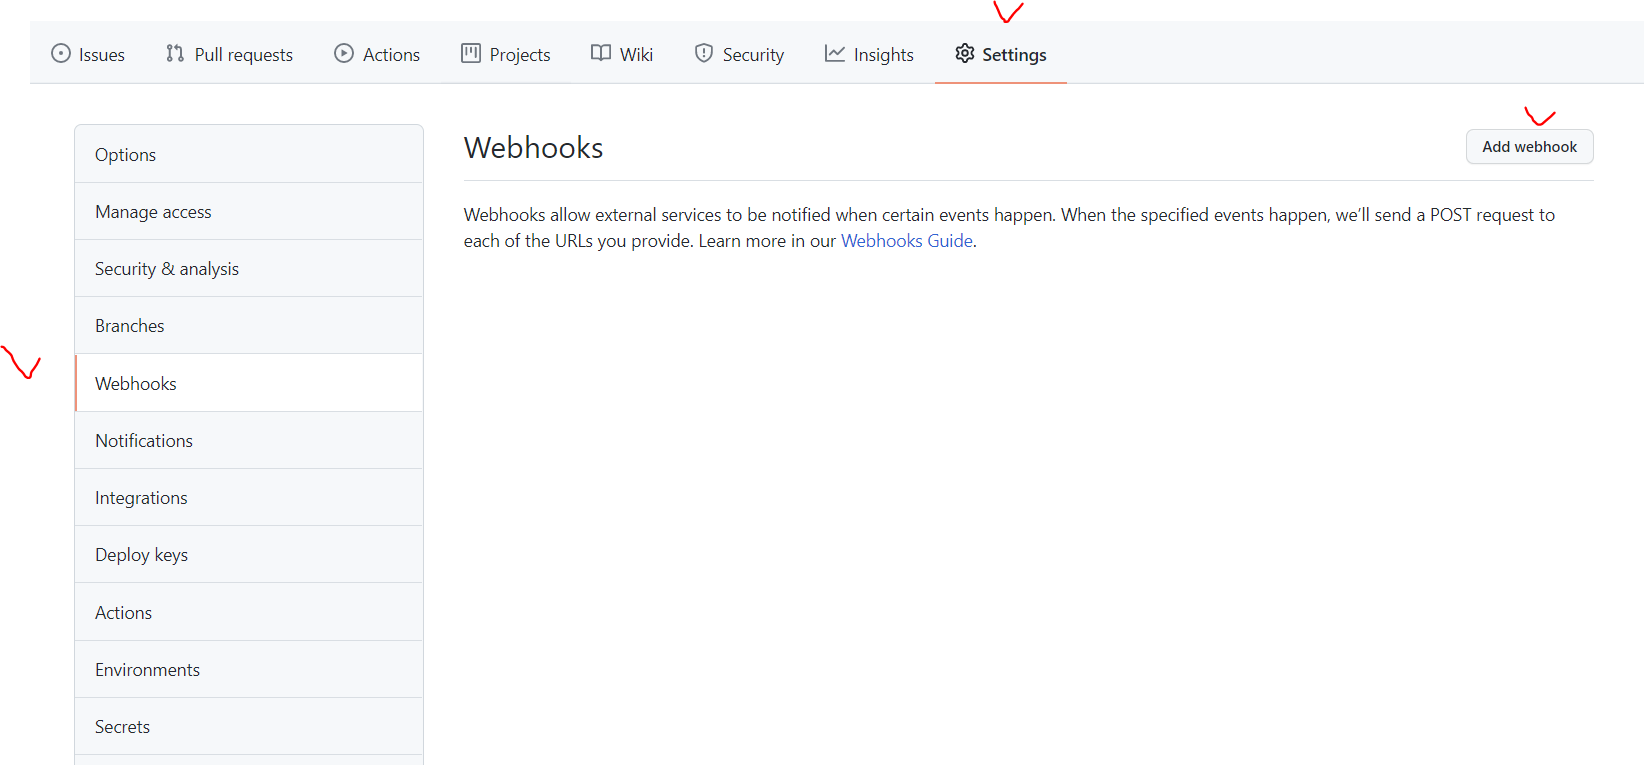 Issues Pull requests Actions Projects Wiki Security Insights Settings
Options
Manage access
Security & analysis
Branches
Webhooks
Notifications
Integrations
Deploy keys
Actions
Environments
Secrets
Webhooks
Add webhook
Webhooks allow external services to be notified when certain events happen. When the specified events happen, we'll send a POST request to
each of the URLs you provide. Learn more in our Webhooks Guide.